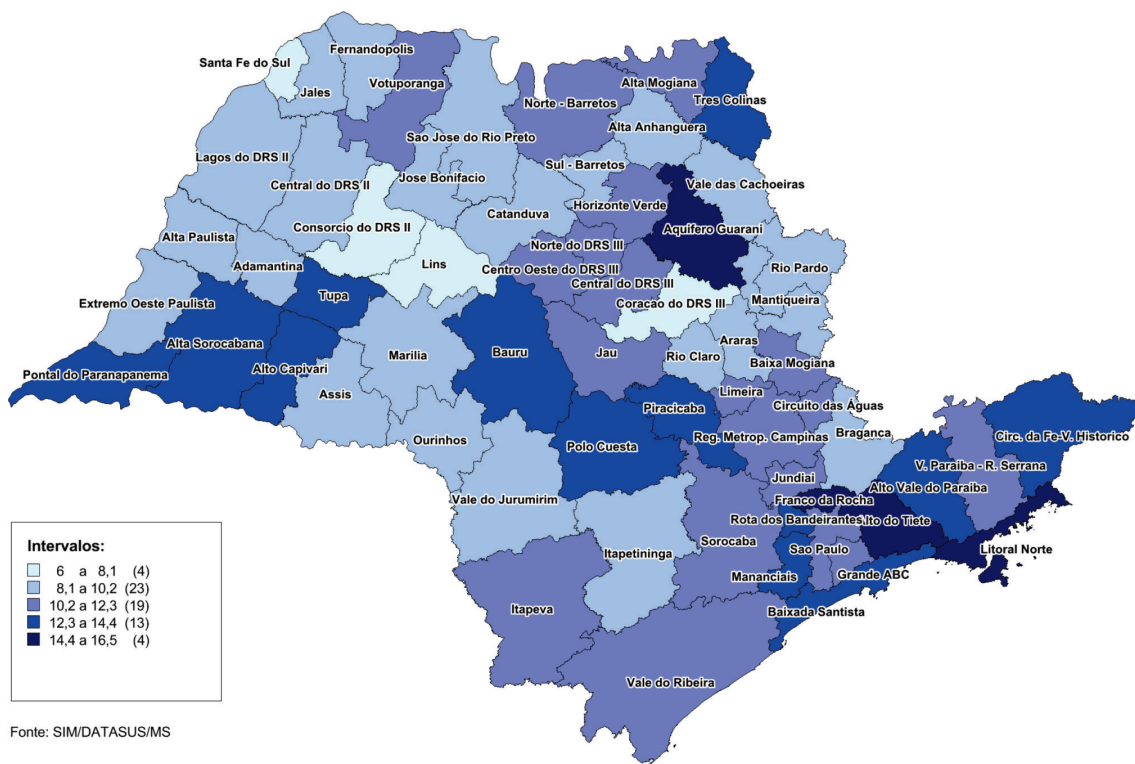 Santa Fe do Sul
Fernandopolis
Jales
Votuporanga
Alta Mogiana
Tres Colinas
Norte - Barretos
Alta Anhanguera
Sao Jose do Rio Preto
Lagos do DRS II
Sul - Barretos
Central do DRS II
Jose Bonifacio
Vale das Cachoeiras
Horizonte Verde
Catanduva
Consorcio do DRS II
Aquifero Guarani
Alta Paulista
Norte do DRS III
Adamantina
Lins
Centro Oeste do DRS III
Rio Pardo
Central do DRS III
Tupa
Extremo Oeste Paulista
Coracao do DRS III
Mantiqueira
Alta Sorocabana
Araras
Marilia
Bauru
Jau
Rio Claro
Baixa Mogiana
Pontal do Paranapanema
Alto Capivari
Assis
Limeira
Piracicaba
Circuito das Águas
Ourinhos
Reg. Metrop. Campinas
Braganca
Circ. da Fe-V. Historico
Polo Cuesta
V. Paraiba - R. Serrana
Jundiai
Alto Vale do Paraiba
Vale do Jurumirim
Franco da Rocha
Rota dos Bandeirantes
lto do Tiete
Sorocaba
Sao Paulo
Litoral Norte
Itapetininga
Mananciais
Grande ABC
Itapeva
Baixada Santista
Vale do Ribeira
Intervalos:
6 a 8,1 (4)
8,1 a 10,2 (23)
10,2 a 12,3 (19)
12,3 a 14,4 (13)
14,4 a 16,5 (4)
Fonte: SIM/DATASUS/MS